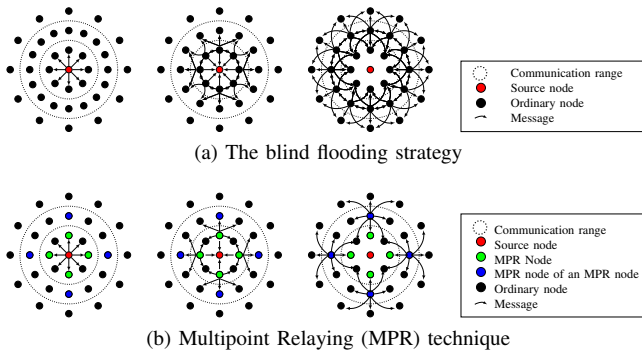 Communication range
Source node
Ordinary node
Message
(a) The blind flooding strategy
Communication range
Source node
MPR Node
MPR node of an MPR node
Ordinary node
Message
(b) Multipoint Relaying (MPR) technique